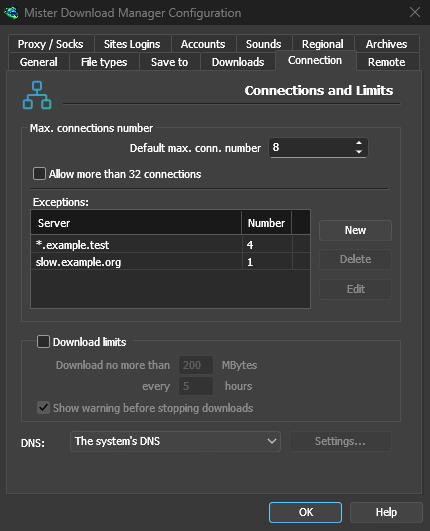 Mister Download Manager Configuration
Proxy / Socks Sites Logins Accounts Sounds Regional Archives
General File types Save to Downloads Connection Remote
Connections and Limits
Max. connections number
Default max. conn. number 8
Allow more than 32 connections
Exceptions:
Server Number
*.example.test 4
slow.example.org 1
New
Delete
Edit
Download limits
Download no more than 200 MBytes
every 5 hours
Show warning before stopping downloads
DNS: The system's DNS Settings...
OK Help